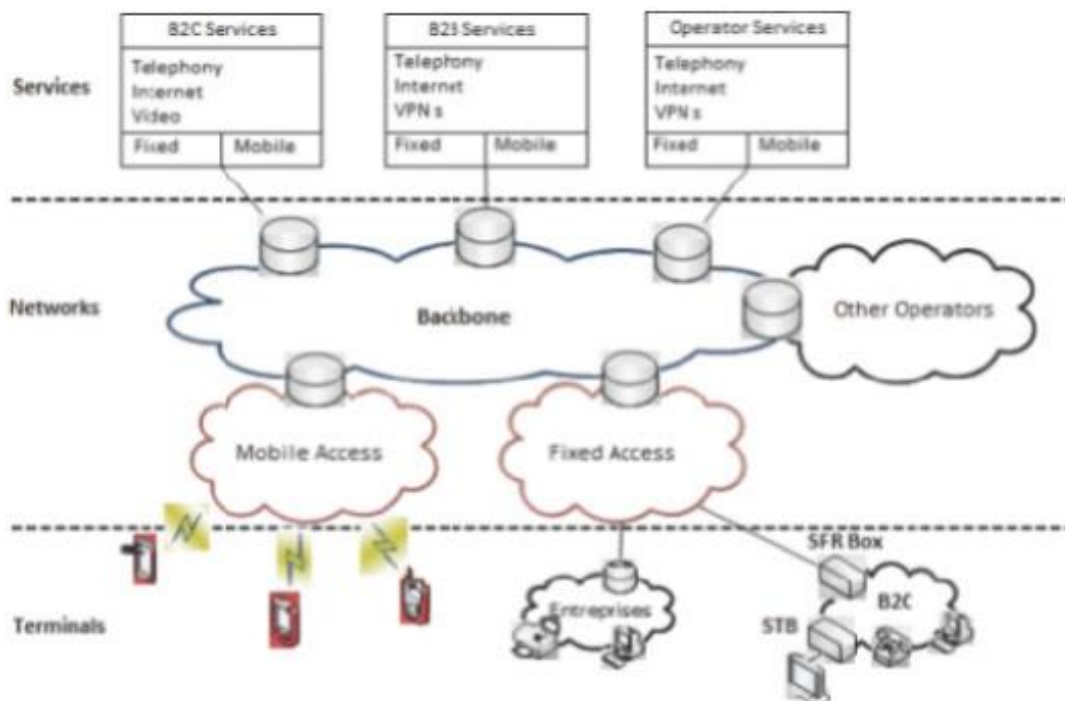 B2C Services
Telephony
Internet
Video
Fixed
Mobile
B2B Services
Telephony
Internet
VPN s
Fixed
Mobile
Operator Services
Telephony
Internet
VPN s
Fixed
Mobile
Services
Networks
Backbone
Other Operators
Mobile Access
Fixed Access
Terminals
Entreprises
SFR Box
B2C
STB